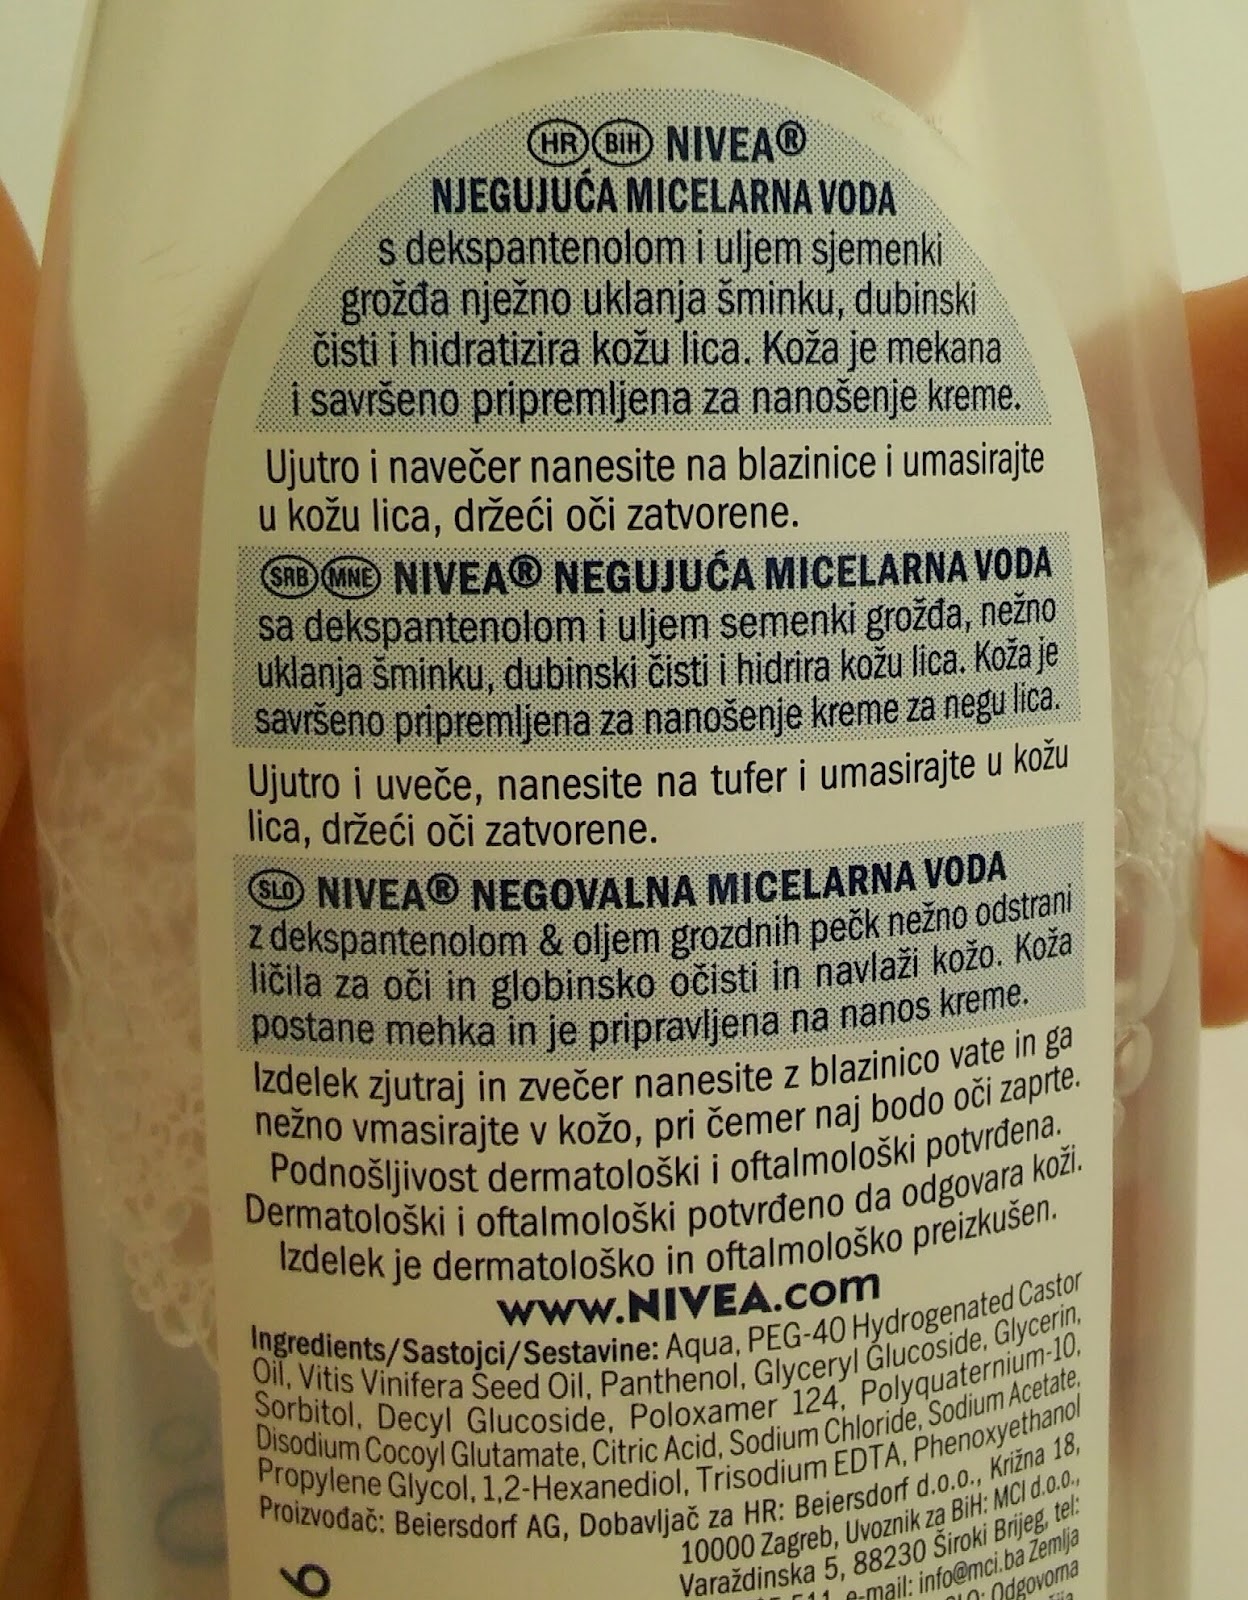 HR BIH NIVEA®
NJEGUJUĆA MICELARNA VODA
s dekspantenolom i uljem sjemenki
grožđa nježno uklanja šminku, dubinski
čisti i hidratizira kožu lica. Koža je mekana
i savršeno pripremljena za nanošenje kreme.
Ujutro i navečer nanesite na blazinice i umasirajte
u kožu lica, držeći oči zatvorene.
SRB MNE NIVEA® NEGUJUĆA MICELARNA VODA
sa dekspantenolom i uljem semenki grožđa, nežno
uklanja šminku, dubinski čisti i hidrira kožu lica. Koža je
savršeno pripremljena za nanošenje kreme za negu lica.
Ujutro i uveče, nanesite na tufer i umasirajte u kožu
lica, držeći oči zatvorene.
SLO NIVEA® NEGOVALNA MICELARNA VODA
z dekspantenolom & oljem grozdnih pečk nežno odstrani
ličila za oči in globinsko očisti in navlaži kožo. Koža
postane mehka in je pripravljena na nanos kreme.
Izdelek zjutraj in zvečer nanesite z blazinico vate in ga
nežno vmasirajte v kožo, pri čemer naj bodo oči zaprte.
Podnošljivost dermatološki i oftalmološki potvrđena.
Dermatološki i oftalmološki potvrđeno da odgovara koži.
Izdelek je dermatološko in oftalmološko preizkušen.
www.NIVEA.com
Ingredients/Sastojci/Sestavine: Aqua, PEG-40 Hydrogenated Castor
Oil, Vitis Vinifera Seed Oil, Panthenol, Glyceryl Glucoside, Glycerin,
Sorbitol, Decyl Glucoside, Poloxamer 124, Polyquaternium-10,
Disodium Cocoyl Glutamate, Citric Acid, Sodium Chloride, Sodium Acetate,
Propylene Glycol, 1,2-Hexanediol, Trisodium EDTA, Phenoxyethanol
Proizvođač: Beiersdorf AG, Dobavljač za HR: Beiersdorf d.o.o., Križna 18,
10000 Zagreb, Uvoznik za BiH: MCI d.o.o.,
Varaždinska 5, 88230 Široki Brijeg, tel:
e-mail: info@mci.ba Zemlja
Odgovorna
6